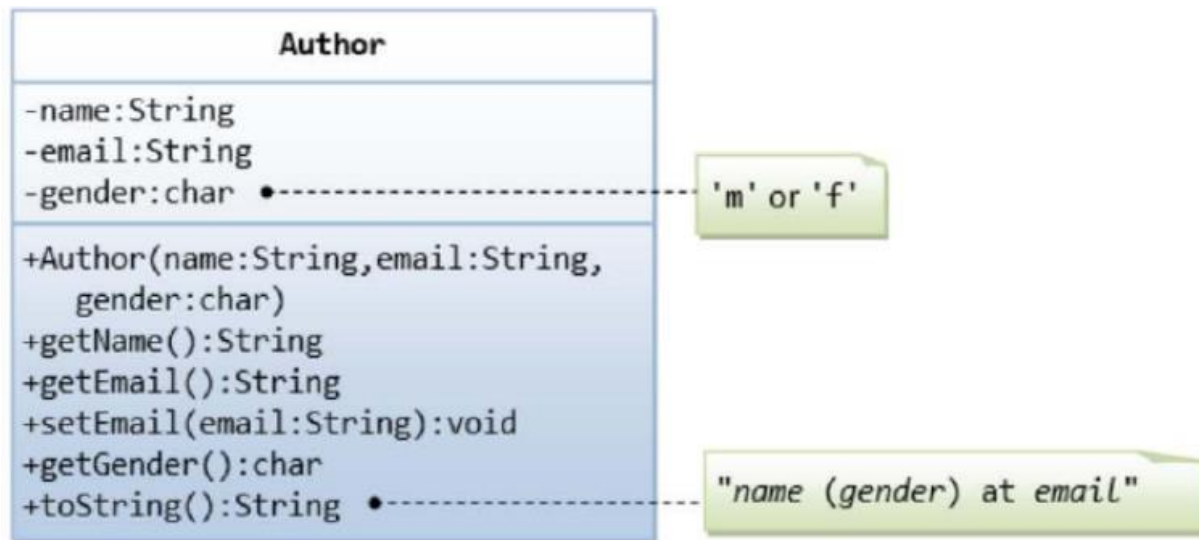 Author
-name:String
-email:String
-gender:char
'm' or 'f'
+Author(name:String,email:String,
gender:char)
+getName():String
+getEmail():String
+setEmail(email:String):void
+getGender():char
+toString():String
"name (gender) at email"